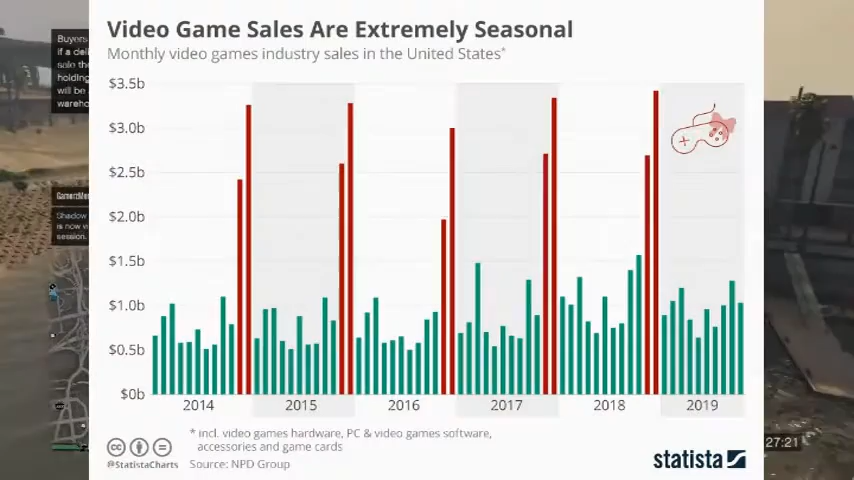 Video Game Sales Are Extremely Seasonal
Monthly video games industry sales in the United States*
$3.5b
$3.0b
$2.5b
$2.0b
$1.5b
$1.0b
$0.5b
$0b
2014 2015 2016 2017 2018 2019
* incl. video games hardware, PC & video games software,
accessories and game cards
@StatistaCharts Source: NPD Group
statista
Buyers
if a deli
sale the
holding
will be
wareho
Shadow
is now vi
session.
27:21